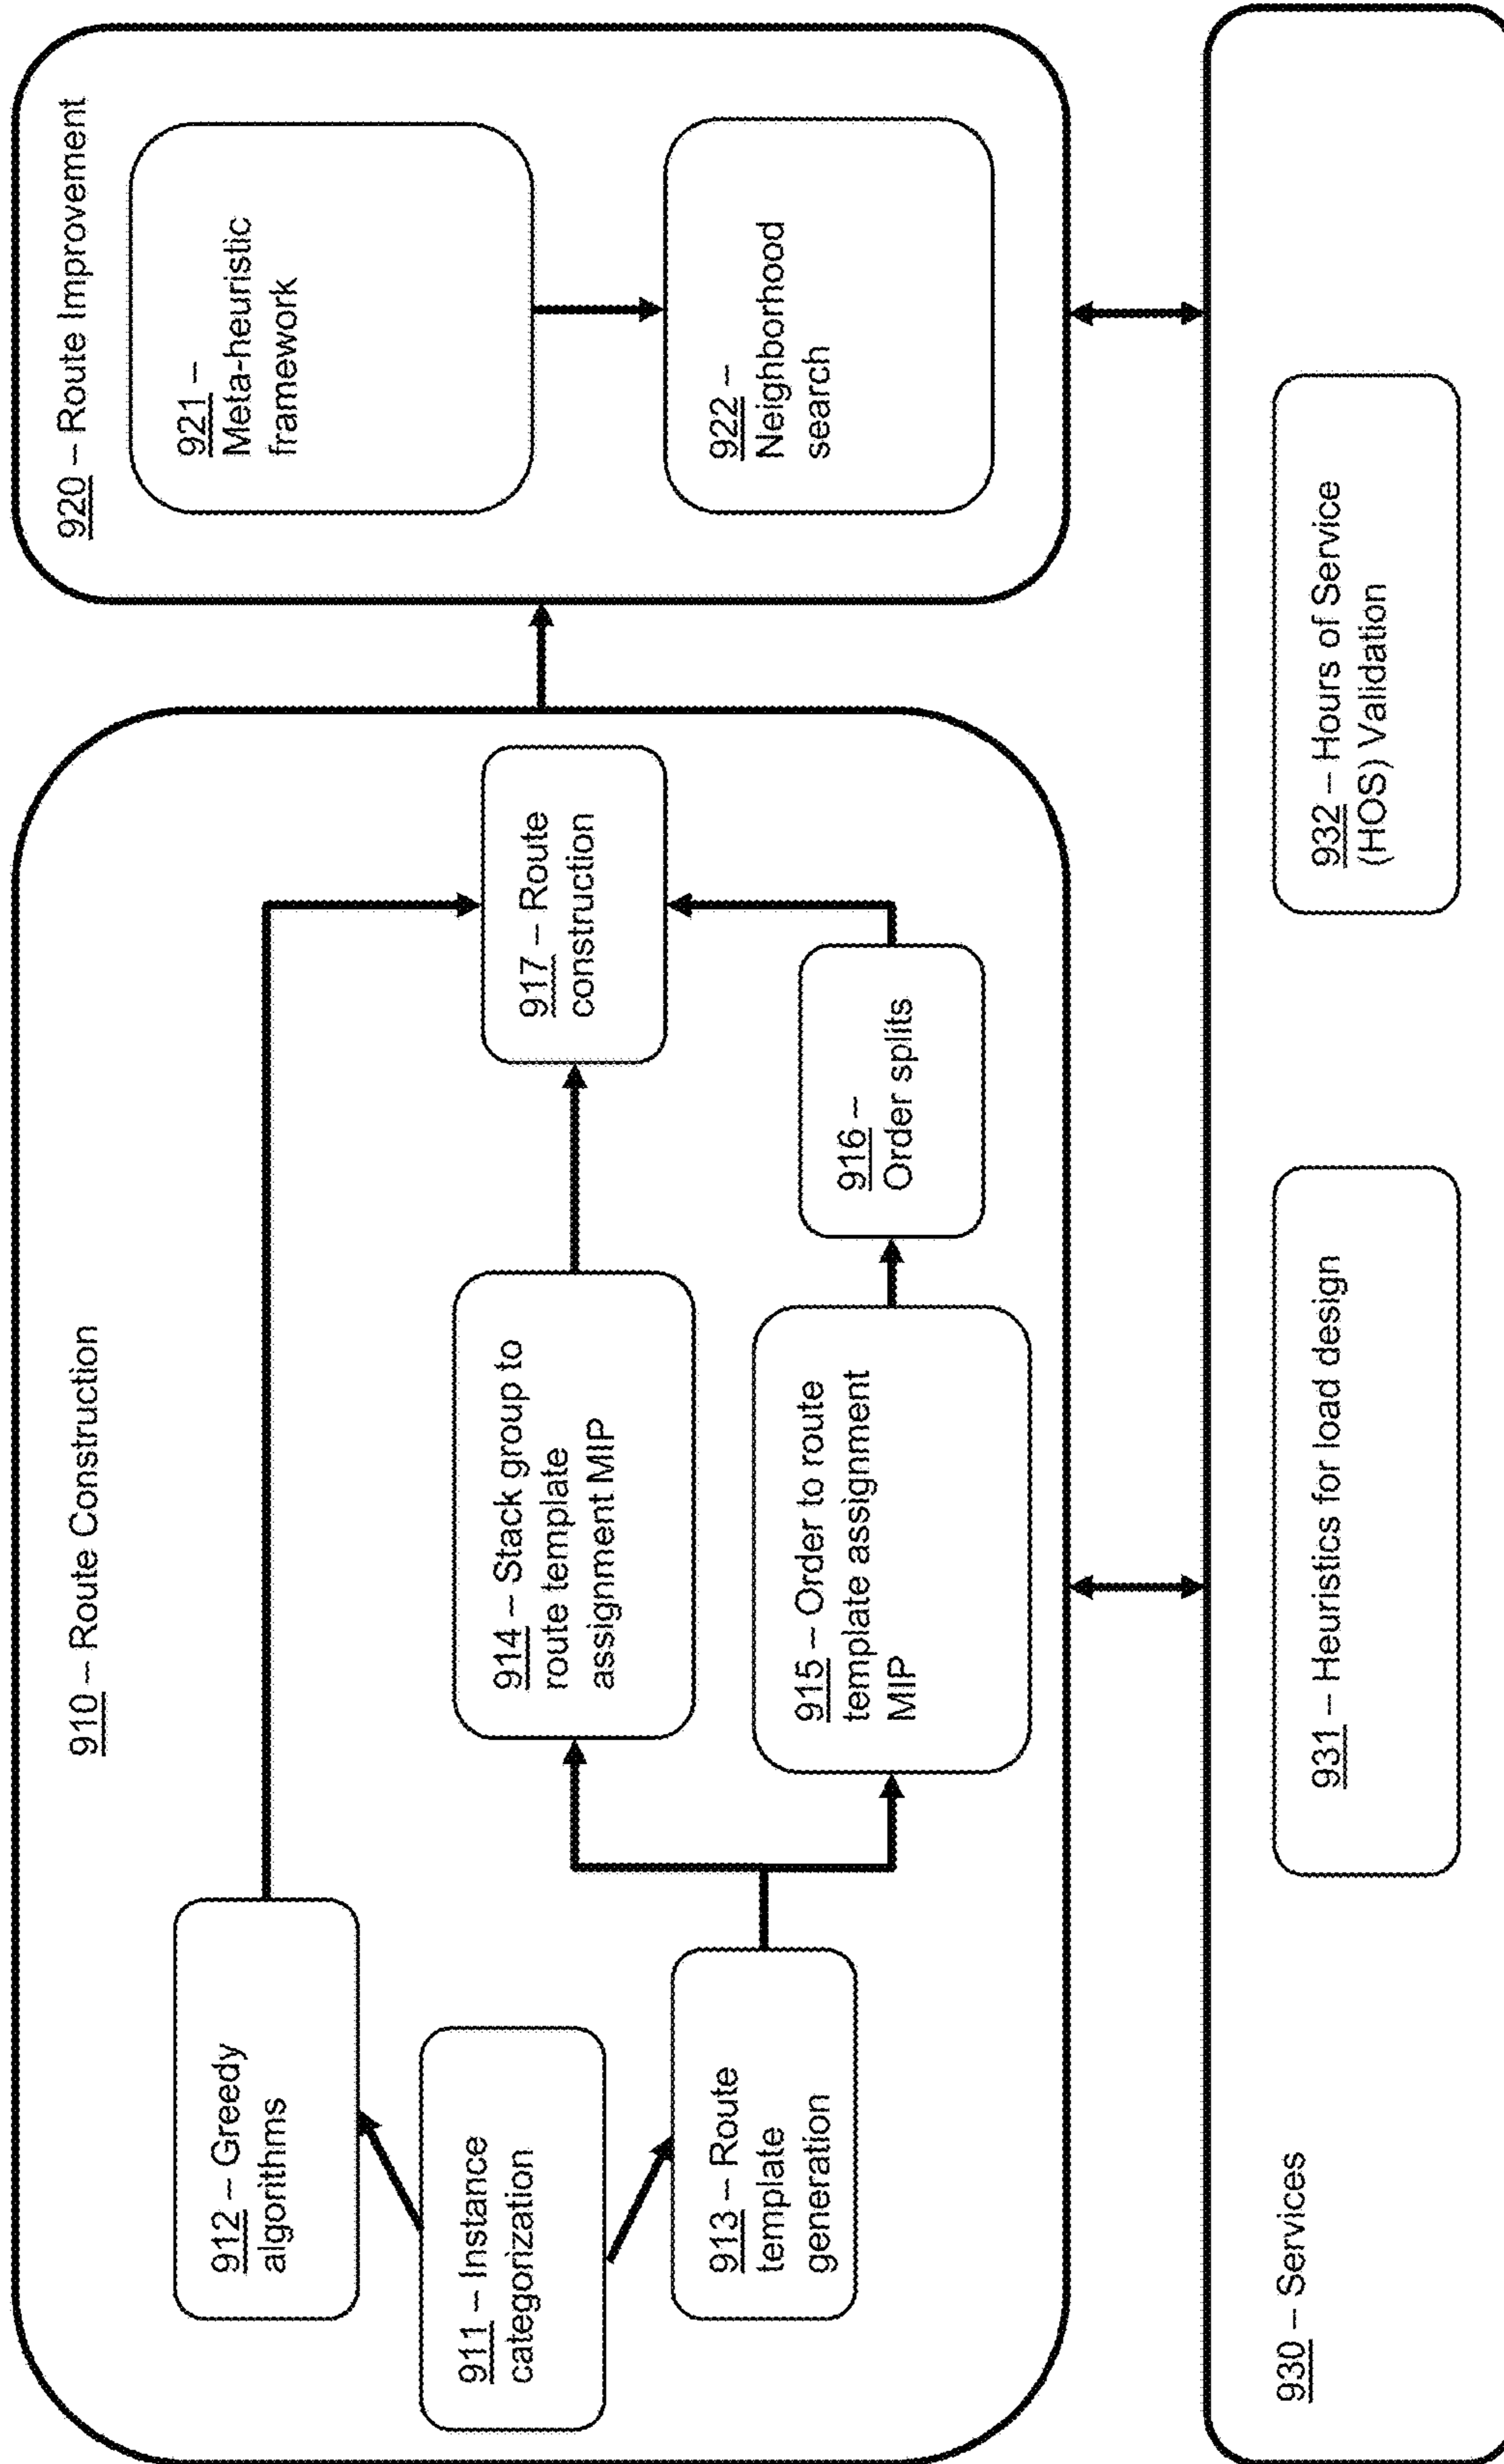 910 – Route Construction
912 – Greedy
algorithms
911 – Instance
categorization
913 – Route
template
generation
914 – Stack group to
route template
assignment MIP
915 – Order to route
template assignment
MIP
916 –
Order splits
917 – Route
construction
920 – Route Improvement
921 –
Meta-heuristic
framework
922 –
Neighborhood
search
930 – Services
931 – Heuristics for load design
932 – Hours of Service
(HOS) Validation